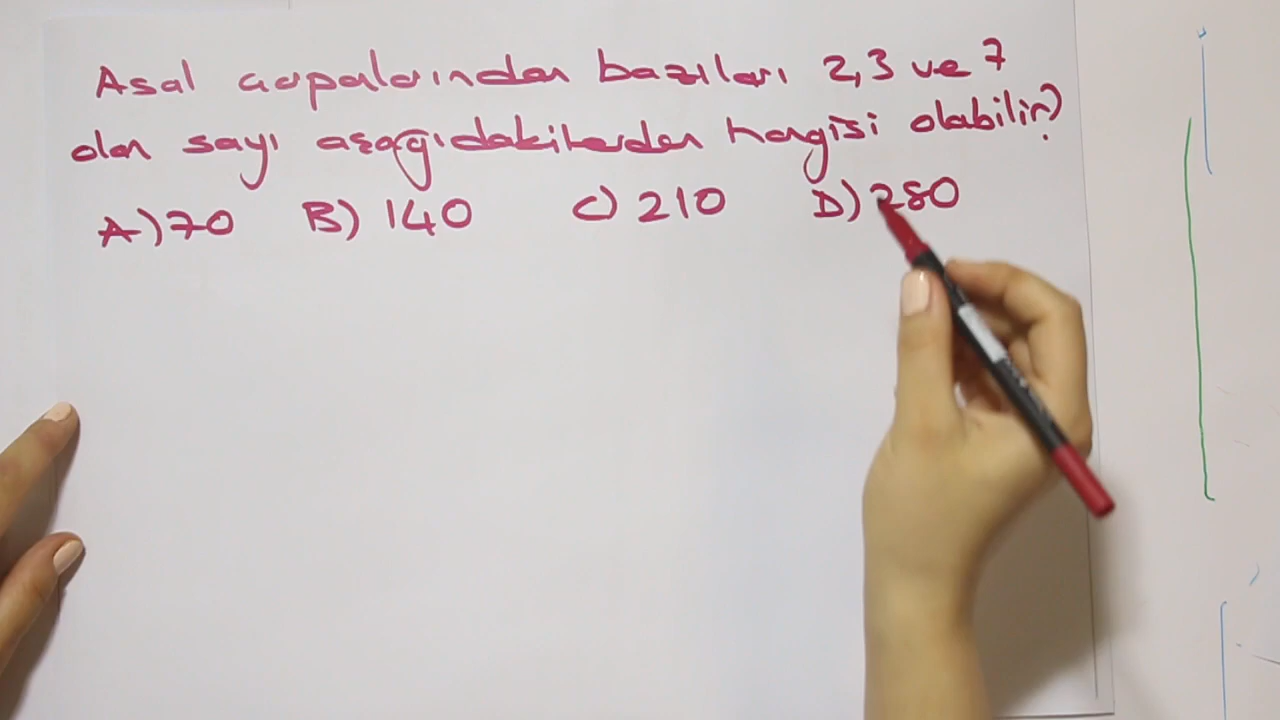 Asal çarpanlarından bazıları 2,3 ve 7
olan sayı aşağıdakilerden hangisi olabilir?
A) 70 B) 140 C) 210 D) 280